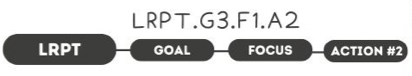 LRPT.G3.F1.A2
LRPT GOAL FOCUS ACTION #2